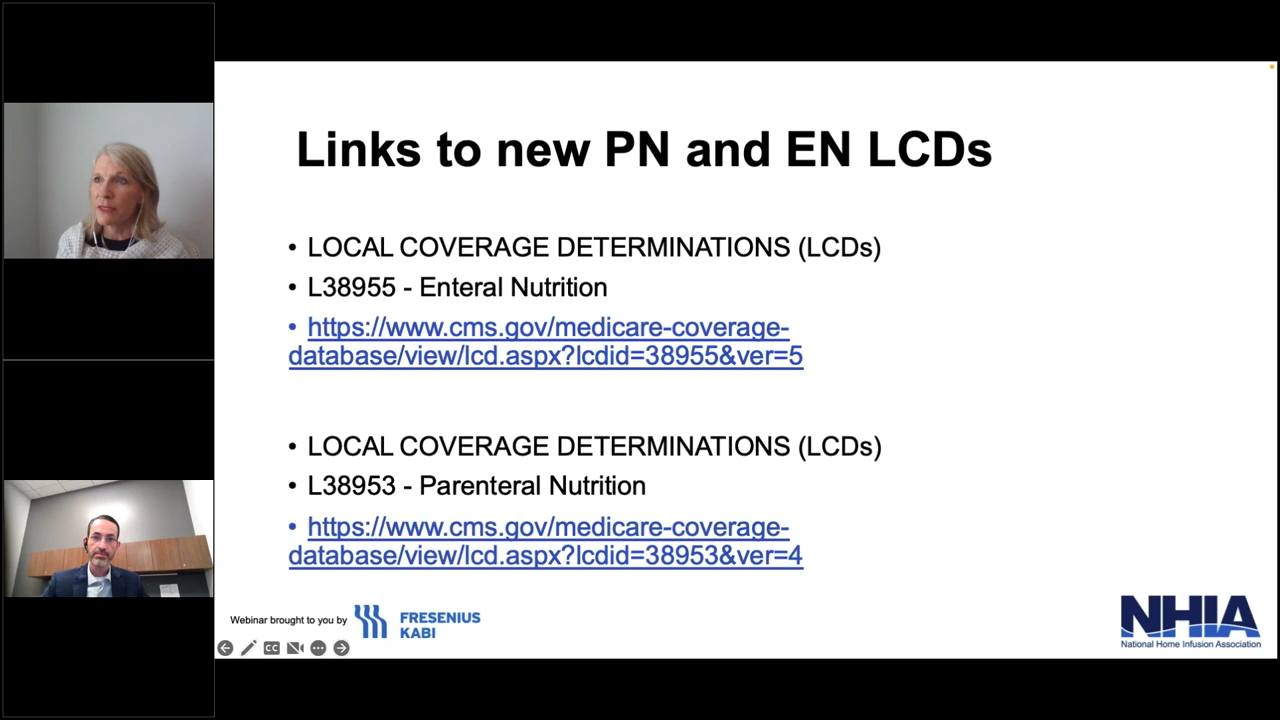 Links to new PN and EN LCDs
• LOCAL COVERAGE DETERMINATIONS (LCDs)
• L38955 - Enteral Nutrition
• https://www.cms.gov/medicare-coverage-
database/view/lcd.aspx?lcdid=38955&ver=5
• LOCAL COVERAGE DETERMINATIONS (LCDs)
• L38953 - Parenteral Nutrition
• https://www.cms.gov/medicare-coverage-
database/view/lcd.aspx?lcdid=38953&ver=4
Webinar brought to you by
FRESENIUS
KABI
CC
NHIA
National Home Infusion Association